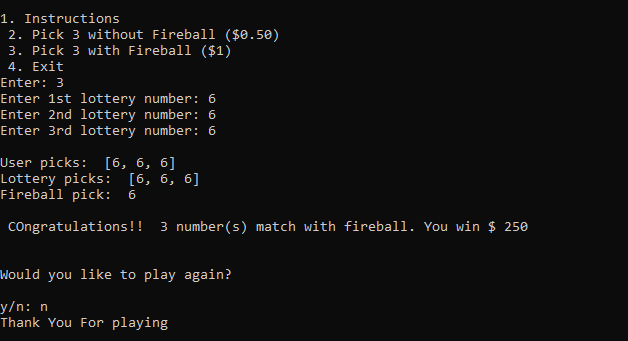 1. Instructions
2. Pick 3 without Fireball ($0.50)
3. Pick 3 with Fireball ($1)
4. Exit
Enter: 3
Enter 1st lottery number: 6
Enter 2nd lottery number: 6
Enter 3rd lottery number: 6
User picks:  [6, 6, 6]
Lottery picks:  [6, 6, 6]
Fireball pick:  6
COngratulations!!  3 number(s) match with fireball. You win $ 250
Would you like to play again?
y/n: n
Thank You For playing